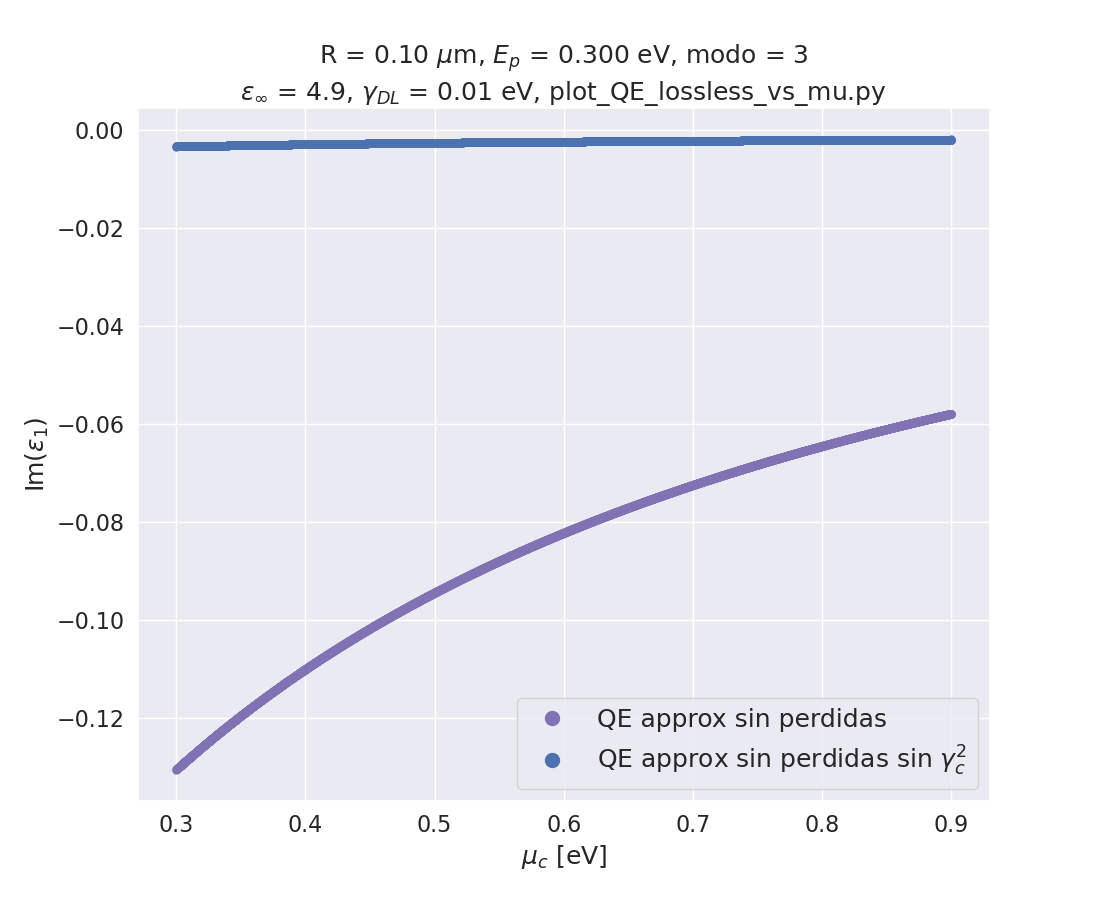 R = 0.10 μm, E_p = 0.300 eV, modo = 3
ε_∞ = 4.9, γ_DL = 0.01 eV, plot_QE_lossless_vs_mu.py
0.00
−0.02
−0.04
−0.06
−0.08
−0.10
−0.12
Im(ε_1)
QE approx sin perdidas
QE approx sin perdidas sin γ_c^2
0.3 0.4 0.5 0.6 0.7 0.8 0.9
μ_c [eV]